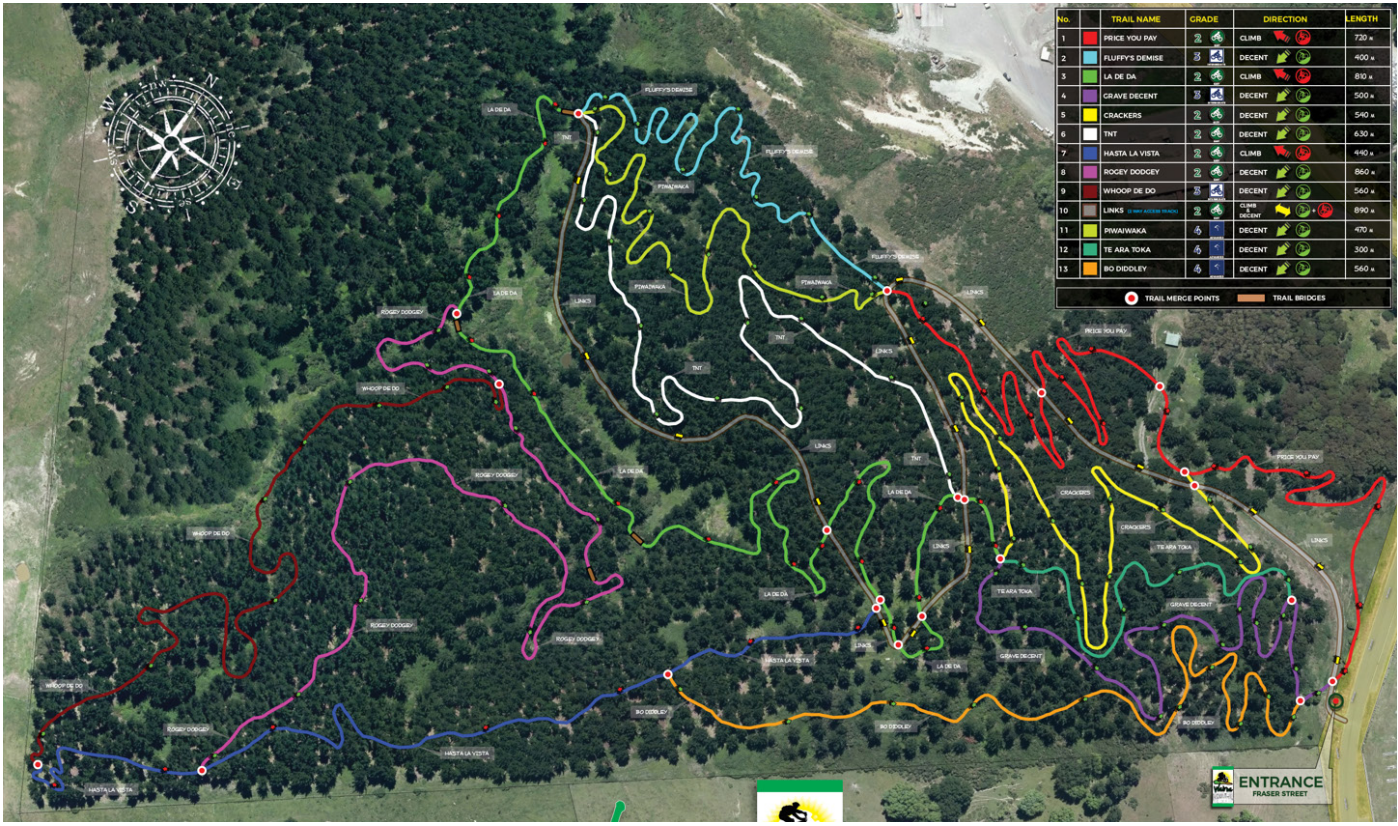 No. TRAIL NAME GRADE DIRECTION LENGTH
1 PRICE YOU PAY 2 CLIMB 720 M
2 FLUFFY'S DEMISE 3 DECENT 400 M
3 LA DE DA 2 CLIMB 810 M
4 GRAVE DECENT 3 DECENT 500 M
5 CRACKERS 2 DECENT 540 M
6 TNT 2 DECENT 630 M
7 HASTA LA VISTA 2 CLIMB 440 M
8 ROGEY DODGEY 2 DECENT 860 M
9 WHOOP DE DO 3 DECENT 560 M
10 LINKS 2 CLIMB & DECENT 890 M
11 PIWAIWAKA 4 DECENT 470 M
12 TE ARA TOKA 4 DECENT 300 M
13 BO DIDDLEY 4 DECENT 560 M
TRAIL MERGE POINTS TRAIL BRIDGES
N
W
E
S
FLUFFY'S DEMISE
LA DE DA
TNT
FLUFFY'S DEMISE
PIWAIWAKA
FLUFFY'S DEMISE
PIWAIWAKA
PIWAIWAKA
LA DE DA
LINKS
LINKS
ROGEY DODGEY
PRICE YOU PAY
TNT
LINKS
TNT
WHOOP DE DO
LINKS
PRICE YOU PAY
TNT
LA DE DA
ROGEY DODGEY
LA DE DA
CRACKERS
CRACKERS
WHOOP DE DO
LINKS
LINKS
TE ARA TOKA
TE ARA TOKA
LA DE DA
GRAVE DECENT
ROGEY DODGEY
ROGEY DODGEY
LINKS
GRAVE DECENT
HASTA LA VISTA
LA DE DA
WHOOP DE DO
BO DIDDLEY
BO DIDDLEY
BO DIDDLEY
ROGEY DODGEY
HASTA LA VISTA
HASTA LA VISTA
ENTRANCE
FRASER STREET